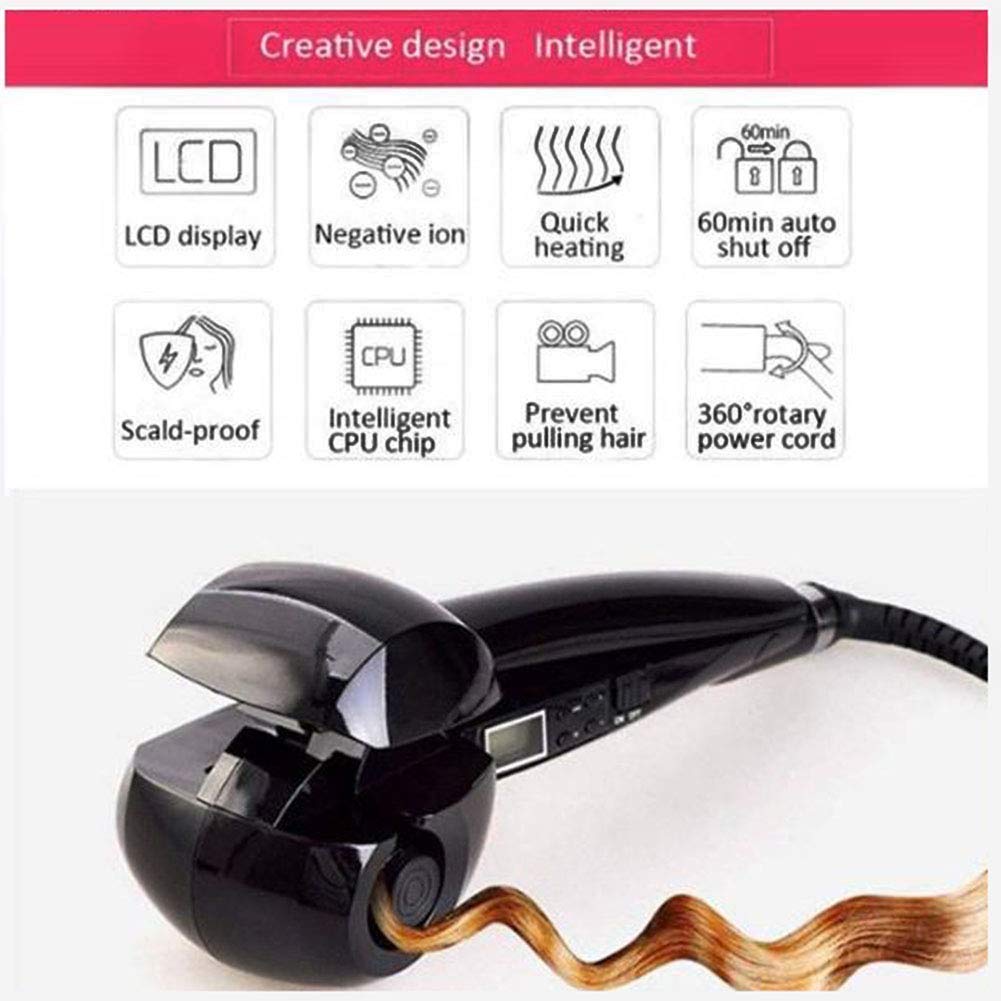 Creative design Intelligent
LCD
LCD display
Negative ion
Quick
heating
60min
60min auto
shut off
Scald-proof
CPU
Intelligent
CPU chip
Prevent
pulling hair
360°rotary
power cord
ON OFF